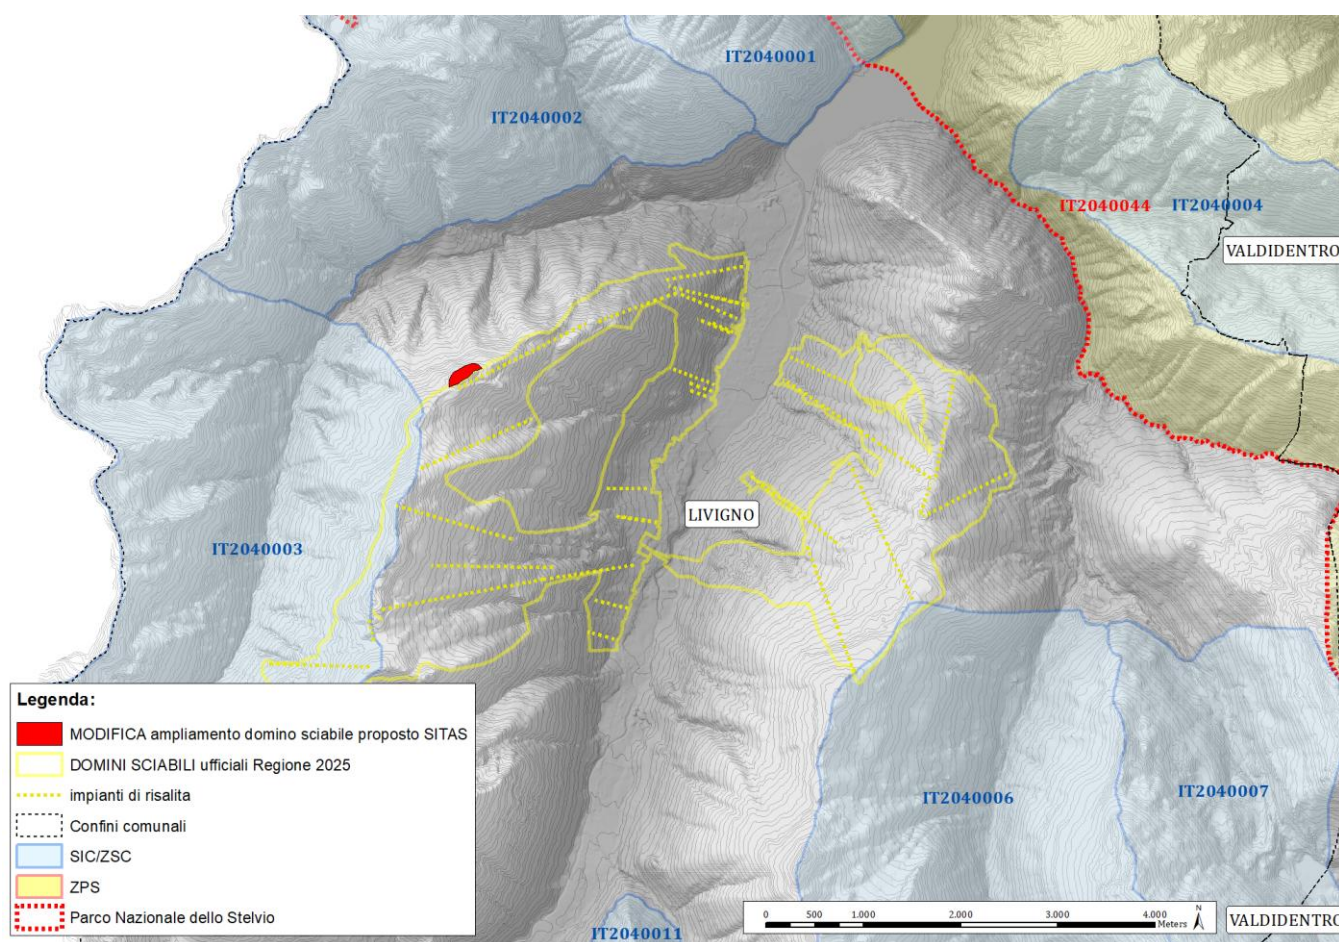 IT2040001
IT2040002
IT2040044
IT2040004
VALDIDENTRO
LIVIGNO
IT2040003
IT2040006
IT2040007
IT2040011
VALDIDENTRO
Legenda:
MODIFICA ampliamento domino sciabile proposto SITAS
DOMINI SCIABILI ufficiali Regione 2025
impianti di risalita
Confini comunali
SIC/ZSC
ZPS
Parco Nazionale dello Stelvio
0 500 1.000 2.000 3.000 4.000
Meters
N